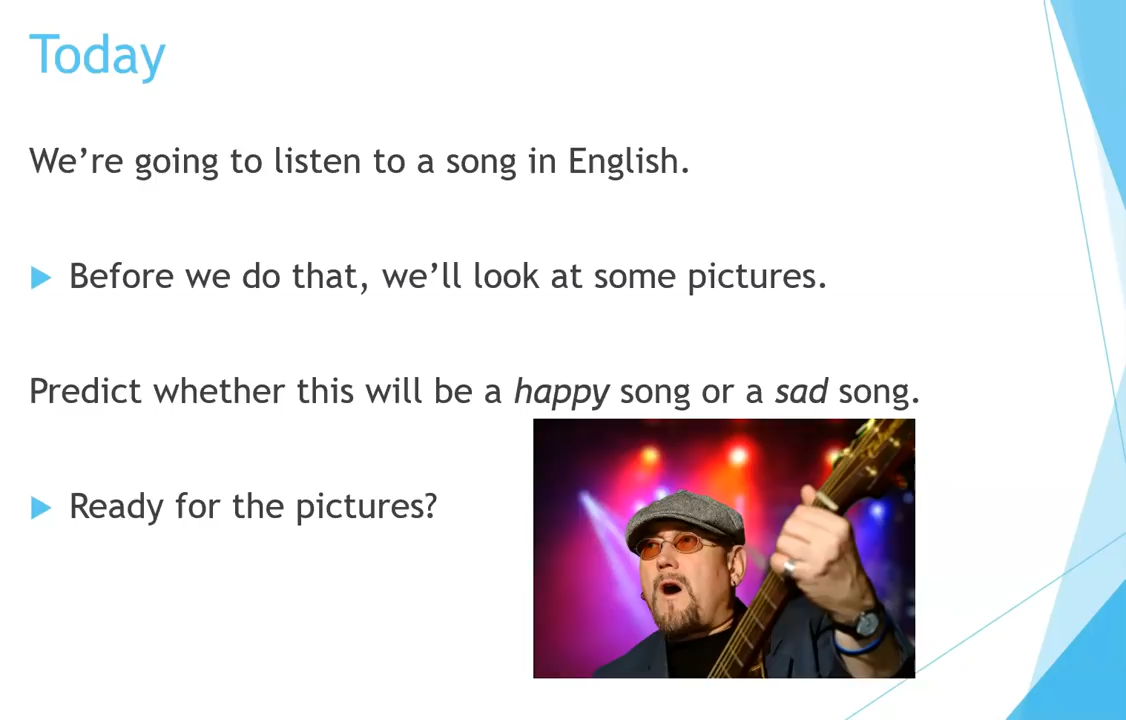 Today
We’re going to listen to a song in English.
Before we do that, we’ll look at some pictures.
Predict whether this will be a happy song or a sad song.
Ready for the pictures?